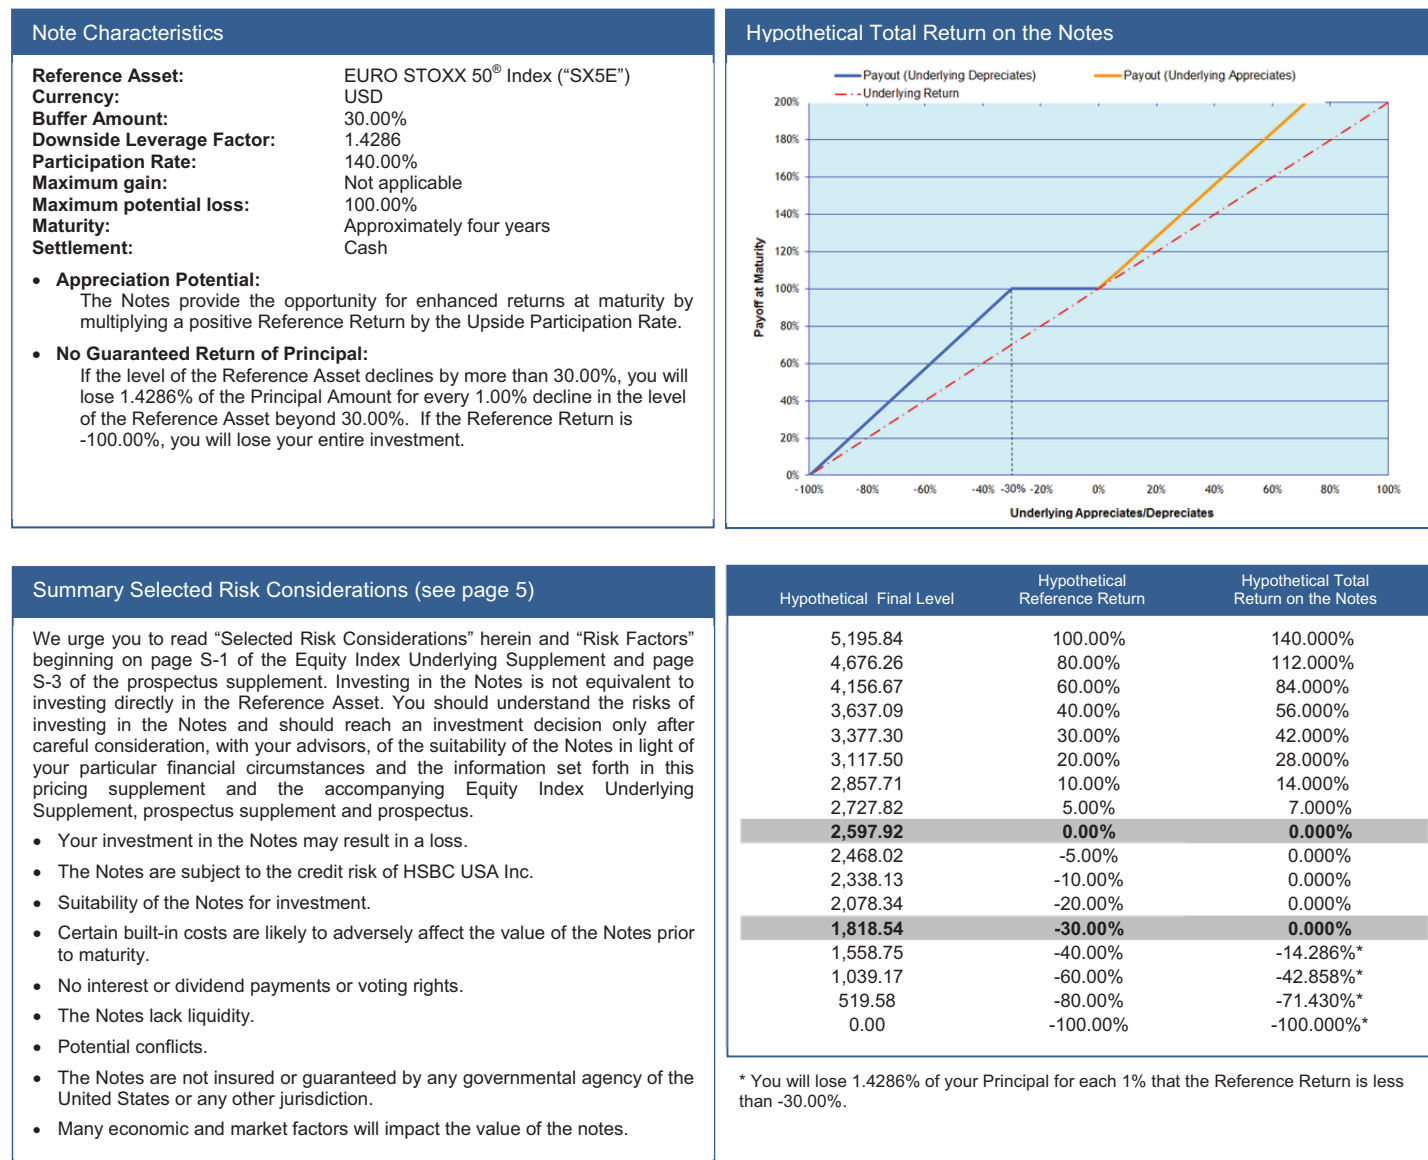 Note Characteristics
Reference Asset: EURO STOXX 50® Index (“SX5E”)
Currency: USD
Buffer Amount: 30.00%
Downside Leverage Factor: 1.4286
Participation Rate: 140.00%
Maximum gain: Not applicable
Maximum potential loss: 100.00%
Maturity: Approximately four years
Settlement: Cash
• Appreciation Potential:
The Notes provide the opportunity for enhanced returns at maturity by
multiplying a positive Reference Return by the Upside Participation Rate.
• No Guaranteed Return of Principal:
If the level of the Reference Asset declines by more than 30.00%, you will
lose 1.4286% of the Principal Amount for every 1.00% decline in the level
of the Reference Asset beyond 30.00%. If the Reference Return is
-100.00%, you will lose your entire investment.
Hypothetical Total Return on the Notes
Payout (Underlying Depreciates) Payout (Underlying Appreciates)
Underlying Return
200%
180%
160%
140%
120%
100%
80%
60%
40%
20%
0%
Payoff at Maturity
-100% -80% -60% -40% -30% -20% 0% 20% 40% 60% 80% 100%
Underlying Appreciates/Depreciates
Summary Selected Risk Considerations (see page 5)
We urge you to read “Selected Risk Considerations” herein and “Risk Factors”
beginning on page S-1 of the Equity Index Underlying Supplement and page
S-3 of the prospectus supplement. Investing in the Notes is not equivalent to
investing directly in the Reference Asset. You should understand the risks of
investing in the Notes and should reach an investment decision only after
careful consideration, with your advisors, of the suitability of the Notes in light of
your particular financial circumstances and the information set forth in this
pricing supplement and the accompanying Equity Index Underlying
Supplement, prospectus supplement and prospectus.
• Your investment in the Notes may result in a loss.
• The Notes are subject to the credit risk of HSBC USA Inc.
• Suitability of the Notes for investment.
• Certain built-in costs are likely to adversely affect the value of the Notes prior
to maturity.
• No interest or dividend payments or voting rights.
• The Notes lack liquidity.
• Potential conflicts.
• The Notes are not insured or guaranteed by any governmental agency of the
United States or any other jurisdiction.
• Many economic and market factors will impact the value of the notes.
Hypothetical Final Level Hypothetical Reference Return Hypothetical Total Return on the Notes
5,195.84 100.00% 140.000%
4,676.26 80.00% 112.000%
4,156.67 60.00% 84.000%
3,637.09 40.00% 56.000%
3,377.30 30.00% 42.000%
3,117.50 20.00% 28.000%
2,857.71 10.00% 14.000%
2,727.82 5.00% 7.000%
2,597.92 0.00% 0.000%
2,468.02 -5.00% 0.000%
2,338.13 -10.00% 0.000%
2,078.34 -20.00% 0.000%
1,818.54 -30.00% 0.000%
1,558.75 -40.00% -14.286%*
1,039.17 -60.00% -42.858%*
519.58 -80.00% -71.430%*
0.00 -100.00% -100.000%*
* You will lose 1.4286% of your Principal for each 1% that the Reference Return is less
than -30.00%.